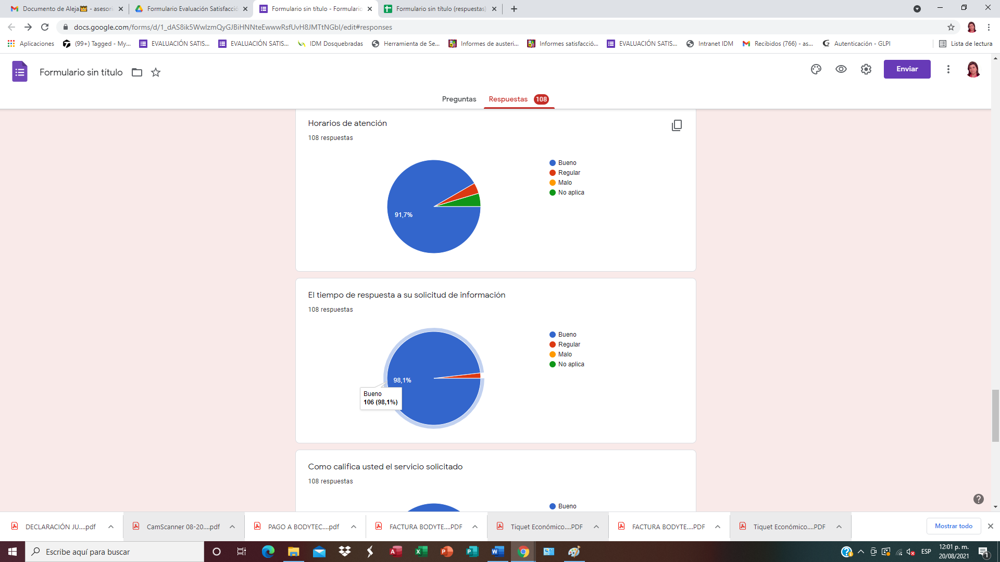 Documento de Aleja - asesori
Formulario Evaluación Satisfacció
Formulario sin título - Formulario
Formulario sin título (respuestas)
docs.google.com/forms/d/1_dAS8ik5WwIzmQyGJBiHNNteEwwwRsfUvH8JMTtNGbI/edit#responses
Aplicaciones
(99+) Tagged - My...
EVALUACIÓN SATIS...
EVALUACIÓN SATIS...
IDM Dosquebradas
Herramienta de Se...
Informes de austeri...
Informes satisfacció...
EVALUACIÓN SATIS...
Intranet IDM
Recibidos (766) - as...
Autenticación - GLPI
Lista de lectura
Formulario sin título
Enviar
Preguntas
Respuestas 108
Horarios de atención
108 respuestas
Bueno
Regular
Malo
No aplica
91,7%
El tiempo de respuesta a su solicitud de información
108 respuestas
Bueno
Regular
Malo
No aplica
98,1%
Bueno
106 (98,1%)
Como califica usted el servicio solicitado
108 respuestas
Bueno
DECLARACIÓN JU....pdf
CamScanner 08-20....pdf
PAGO A BODYTEC....pdf
FACTURA BODYTE....PDF
Tiquet Económico....PDF
FACTURA BODYTE....PDF
Tiquet Económico....PDF
Mostrar todo
Escribe aquí para buscar
ESP
12:01 p. m.
20/08/2021
1